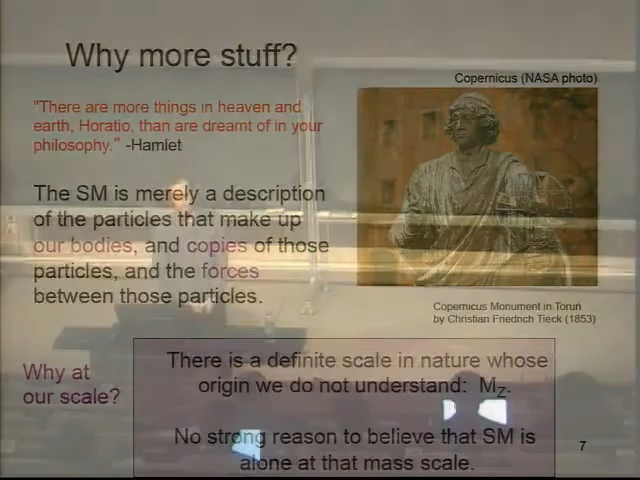 Why more stuff?
Copernicus (NASA photo)
"There are more things in heaven and
earth, Horatio, than are dreamt of in your
philosophy." -Hamlet
The SM is merely a description
of the particles that make up
our bodies, and copies of those
particles, and the forces
between those particles.
Copernicus Monument in Toruń
by Christian Friedrich Tieck (1853)
Why at
our scale?
There is a definite scale in nature whose
origin we do not understand: MZ.
No strong reason to believe that SM is
alone at that mass scale.
7